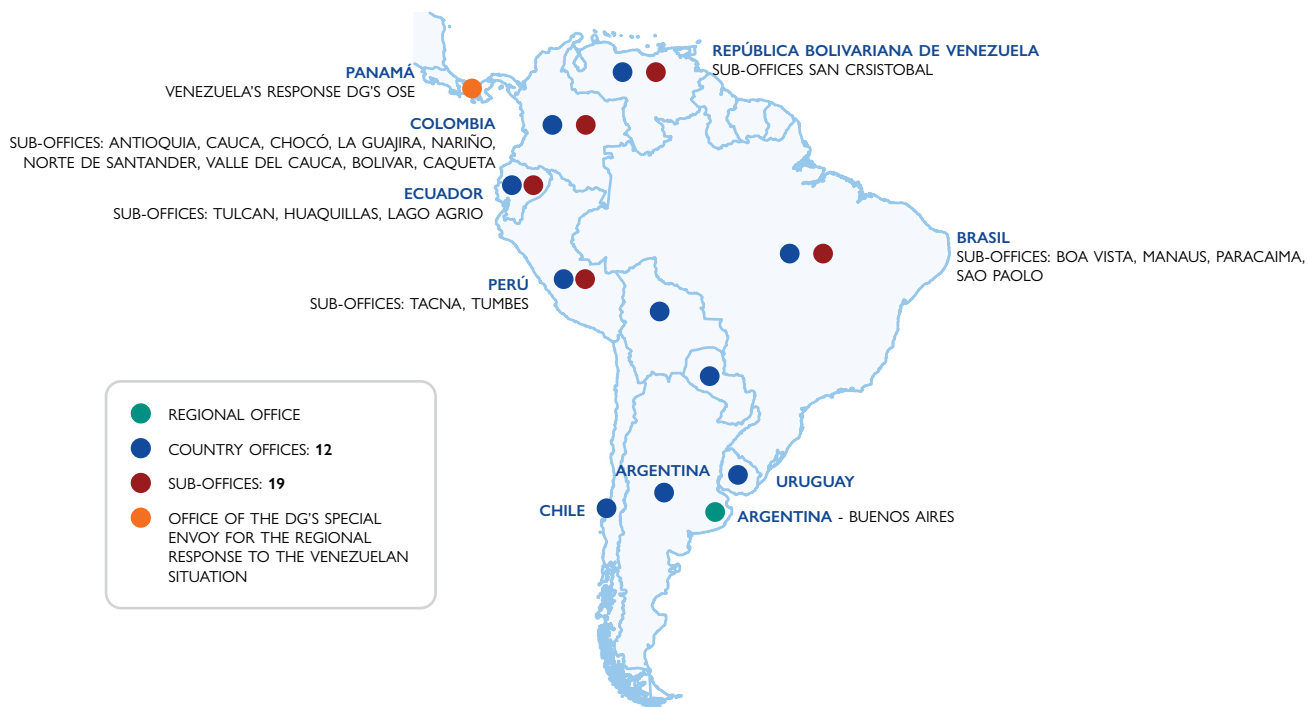 REPÚBLICA BOLIVARIANA DE VENEZUELA
SUB-OFFICES SAN CRSISTOBAL
PANAMÁ
VENEZUELA'S RESPONSE DG'S OSE
COLOMBIA
SUB-OFFICES: ANTIOQUIA, CAUCA, CHOCÓ, LA GUAJIRA, NARIÑO,
NORTE DE SANTANDER, VALLE DEL CAUCA, BOLIVAR, CAQUETA
ECUADOR
SUB-OFFICES: TULCAN, HUAQUILLAS, LAGO AGRIO
BRASIL
SUB-OFFICES: BOA VISTA, MANAUS, PARACAIMA,
SAO PAOLO
PERÚ
SUB-OFFICES: TACNA, TUMBES
REGIONAL OFFICE
COUNTRY OFFICES: 12
SUB-OFFICES: 19
OFFICE OF THE DG'S SPECIAL
ENVOY FOR THE REGIONAL
RESPONSE TO THE VENEZUELAN
SITUATION
ARGENTINA
URUGUAY
CHILE
ARGENTINA - BUENOS AIRES